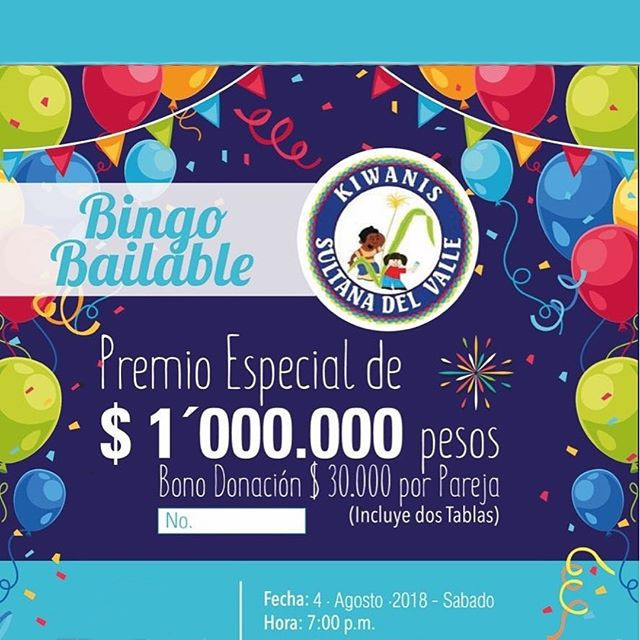 Bingo
Bailable
KIWANIS
SULTANA DEL VALLE
Premio Especial de
$ 1´000.000 pesos
Bono Donación $ 30.000 por Pareja
No.
(Incluye dos Tablas)
Fecha: 4 · Agosto ·2018 - Sabado
Hora: 7:00 p.m.